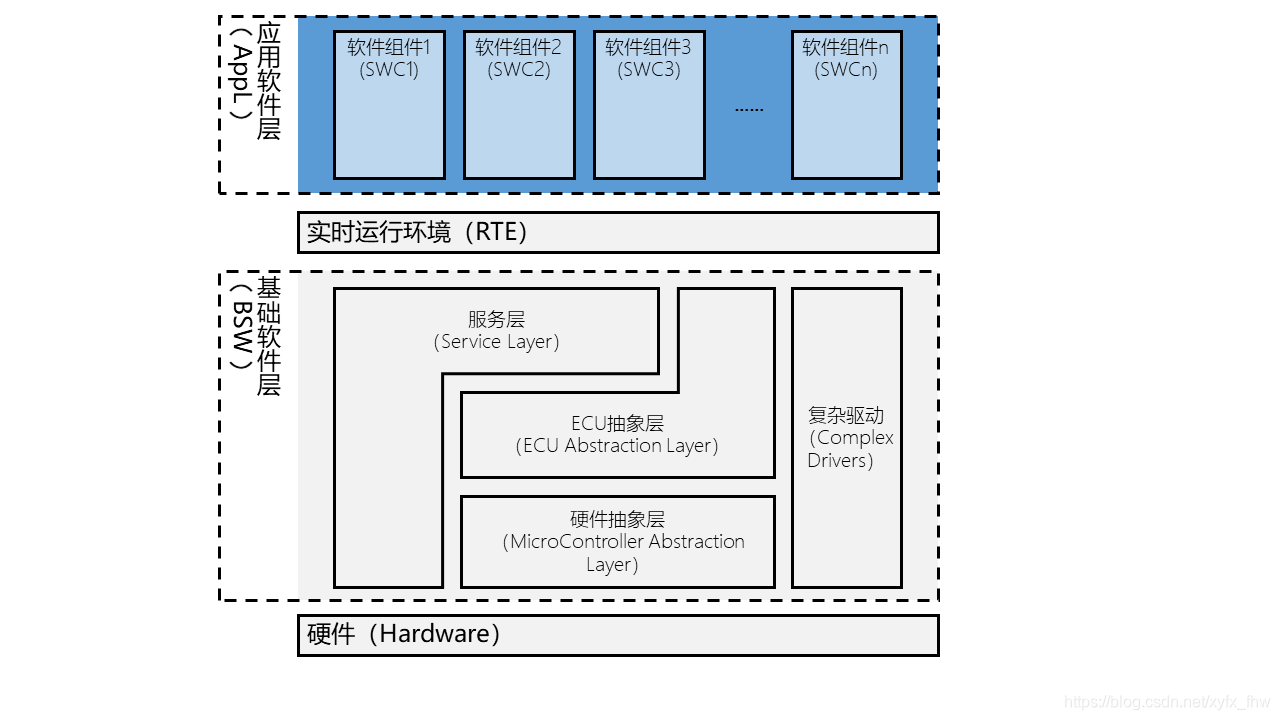 应用软件层
（AppL）
软件组件1
(SWC1)
软件组件2
(SWC2)
软件组件3
(SWC3)
......
软件组件n
(SWCn)
实时运行环境（RTE）
基础软件层
（BSW）
服务层
（Service Layer）
ECU抽象层
（ECU Abstraction Layer）
硬件抽象层
（MicroController Abstraction
Layer）
复杂驱动
（Complex
Drivers）
硬件（Hardware）
https://blog.csdn.net/xyfx_fhw